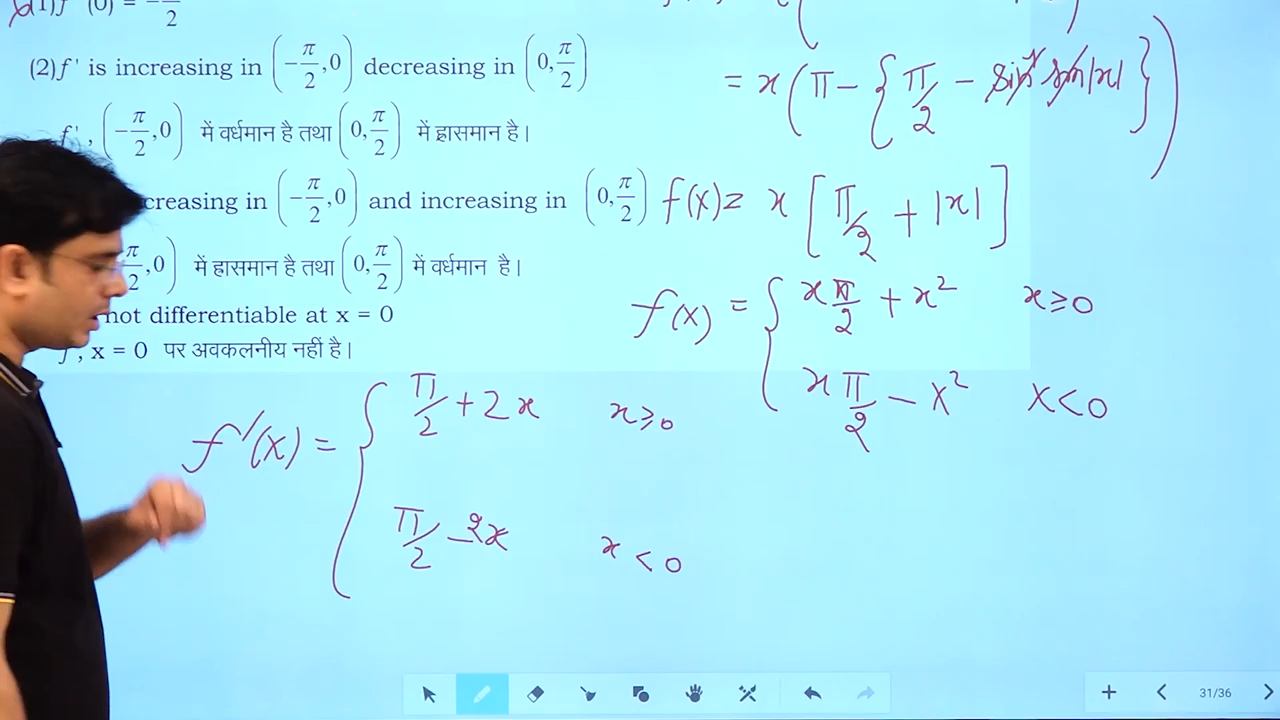 (1) f (0) = − π/2
(2) f ' is increasing in (−π/2, 0) decreasing in (0, π/2)
f ', (−π/2, 0) में वर्धमान है तथा (0, π/2) में ह्रासमान है।
creasing in (−π/2, 0) and increasing in (0, π/2)
π/2, 0) में ह्रासमान है तथा (0, π/2) में वर्धमान है।
not differentiable at x = 0
f, x = 0 पर अवकलनीय नहीं है।
= x(π − {π/2 − sin⁻¹ sin|x|})
f(x) = x[π/2 + |x|]
f(x) = { xπ/2 + x² x≥0
xπ/2 − x² x<0
f'(x) = { π/2 + 2x x≥0
π/2 − 2x x<0
31/36